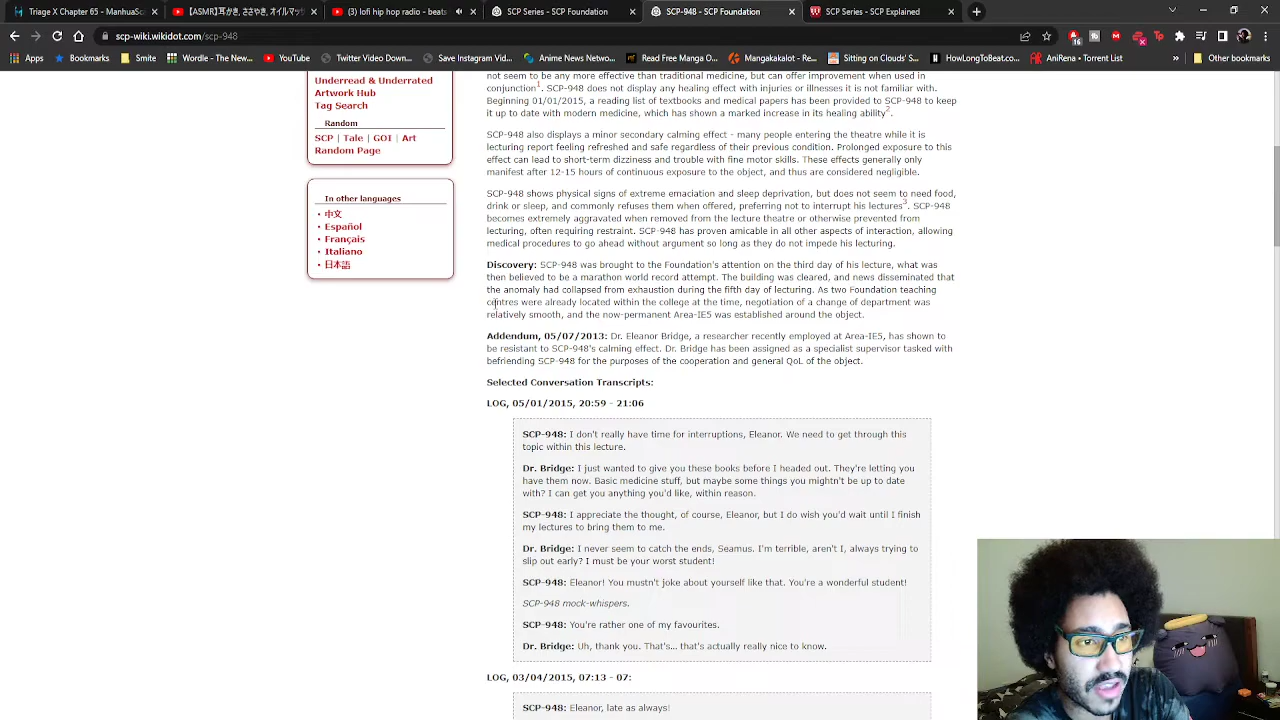 Triage X Chapter 65 - ManhuaSc
【ASMR】耳かき、ささやき、オイルマッ
(3) lofi hip hop radio - beat
SCP Series - SCP Foundation
SCP-948 - SCP Foundation
SCP Series - SCP Explained
scp-wiki.wikidot.com/scp-948
Arts
Bookmarks
Smite
Wordle - The New...
YouTube
Twitter Video Down...
Save Instagram Vid...
Anime News Netwo...
Read Free Manga O...
Mangakakalot - Rea...
Sitting on Clouds' S...
HowLongToBeat.co...
AniRena - Torrent List
Other bookmarks
Underread & Underrated
Artwork Hub
Tag Search
Random
SCP | Tale | GOI | Art
Random Page
In other languages
中文
Español
Français
Italiano
日本語
not seem to be any more effective than traditional medicine, but can offer improvement when used in
conjunction1. SCP-948 does not display any healing effect with injuries or illnesses it is not familiar with.
Beginning 01/01/2015, a reading list of textbooks and medical papers has been provided to SCP-948 to keep
it up to date with modern medicine, which has shown a marked increase in its healing ability2.
SCP-948 also displays a minor secondary calming effect - many people entering the theatre while it is
lecturing report feeling refreshed and safe regardless of their previous condition. Prolonged exposure to this
effect can lead to short-term dizziness and trouble with fine motor skills. These effects generally only
manifest after 12-15 hours of continuous exposure to the object, and thus are considered negligible.
SCP-948 shows physical signs of extreme emaciation and sleep deprivation, but does not seem to need food,
drink or sleep, and commonly refuses them when offered, preferring not to interrupt his lectures3. SCP-948
becomes extremely aggravated when removed from the lecture theatre or otherwise prevented from
lecturing, often requiring restraint. SCP-948 has proven amicable in all other aspects of interaction, allowing
medical procedures to go ahead without argument so long as they do not impede his lecturing.
Discovery: SCP-948 was brought to the Foundation's attention on the third day of his lecture, what was
then believed to be a marathon world record attempt. The building was cleared, and news disseminated that
the anomaly had collapsed from exhaustion during the fifth day of lecturing. As two Foundation teaching
centres were already located within the college at the time, negotiation of a change of department was
relatively smooth, and the now-permanent Area-IE5 was established around the object.
Addendum, 05/07/2013: Dr. Eleanor Bridge, a researcher recently employed at Area-IE5, has shown to
be resistant to SCP-948's calming effect. Dr. Bridge has been assigned as a specialist supervisor tasked with
befriending SCP-948 for the purposes of the cooperation and general QoL of the object.
Selected Conversation Transcripts:
LOG, 05/01/2015, 20:59 - 21:06
SCP-948: I don't really have time for interruptions, Eleanor. We need to get through this
topic within this lecture.
Dr. Bridge: I just wanted to give you these books before I headed out. They're letting you
have them now. Basic medicine stuff, but maybe some things you mightn't be up to date
with? I can get you anything you'd like, within reason.
SCP-948: I appreciate the thought, of course, Eleanor, but I do wish you'd wait until I finish
my lectures to bring them to me.
Dr. Bridge: I never seem to catch the ends, Seamus. I'm terrible, aren't I, always trying to
slip out early? I must be your worst student!
SCP-948: Eleanor! You mustn't joke about yourself like that. You're a wonderful student!
SCP-948 mock-whispers.
SCP-948: You're rather one of my favourites.
Dr. Bridge: Uh, thank you. That's... that's actually really nice to know.
LOG, 03/04/2015, 07:13 - 07:
SCP-948: Eleanor, late as always!